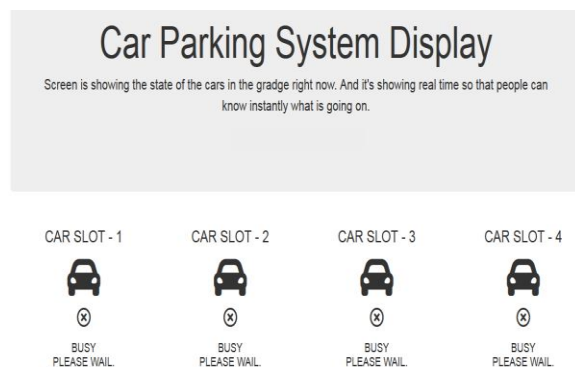 Car Parking System Display
Screen is showing the state of the cars in the gradge right now. And it's showing real time so that people can
know instantly what is going on.
CAR SLOT - 1
CAR SLOT - 2
CAR SLOT - 3
CAR SLOT - 4
BUSY
PLEASE WAIL.
BUSY
PLEASE WAIL.
BUSY
PLEASE WAIL.
BUSY
PLEASE WAIL.